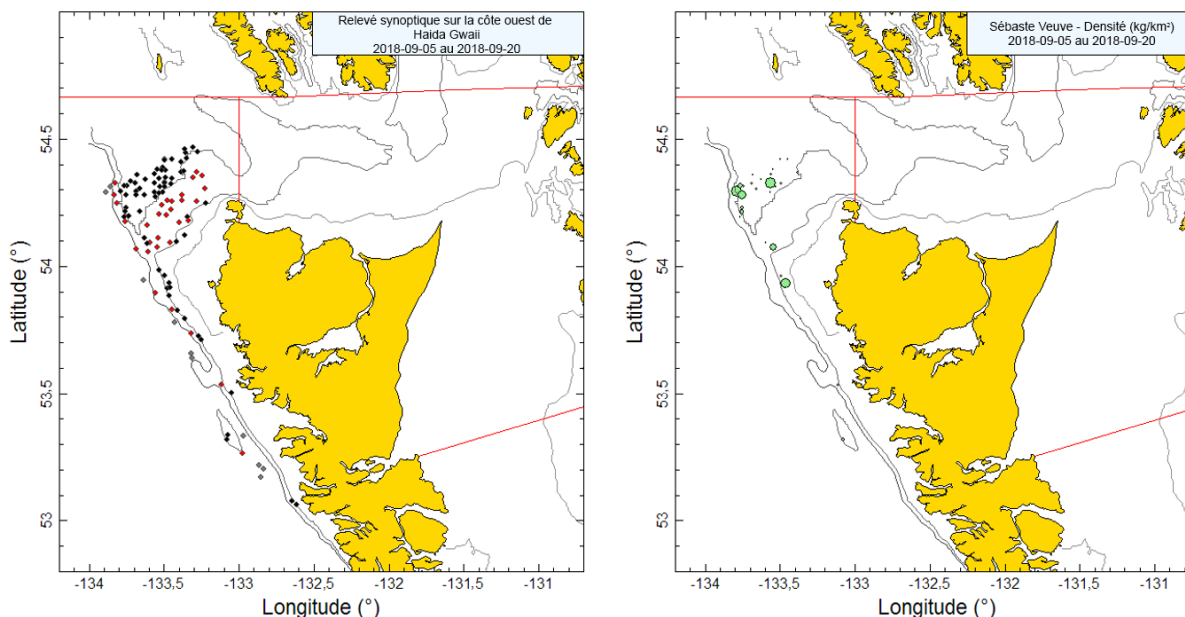 Relevé synoptique sur la côte ouest de
Haida Gwaii
2018-09-05 au 2018-09-20
54,5
54
53,5
53
Latitude (°)
-134
-133,5
-133
-132,5
-132
-131,5
-131
Longitude (°)
Sébaste Veuve - Densité (kg/km²)
2018-09-05 au 2018-09-20
54,5
54
53,5
53
Latitude (°)
-134
-133,5
-133
-132,5
-132
-131,5
-131
Longitude (°)